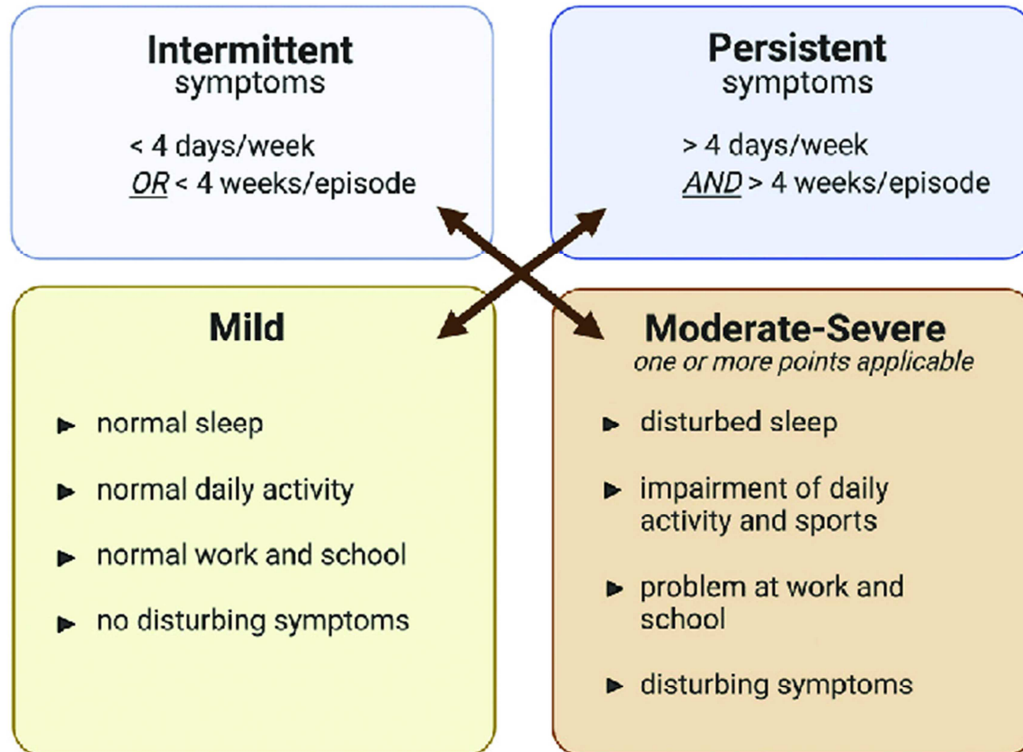 Intermittent
symptoms
< 4 days/week
OR < 4 weeks/episode
Persistent
symptoms
> 4 days/week
AND > 4 weeks/episode
Mild
► normal sleep
► normal daily activity
► normal work and school
► no disturbing symptoms
Moderate-Severe
one or more points applicable
► disturbed sleep
► impairment of daily
activity and sports
► problem at work and
school
► disturbing symptoms